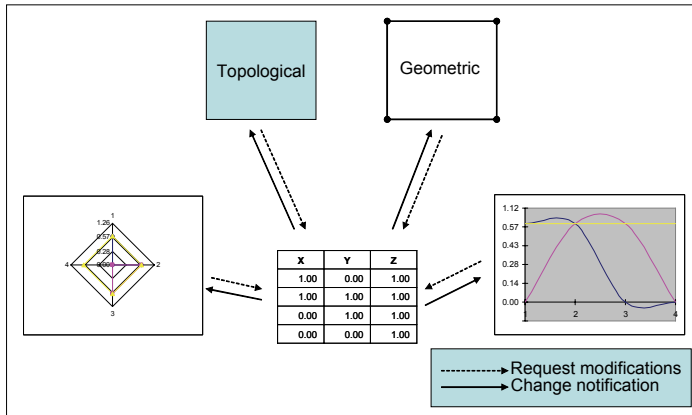 Topological
Geometric
1
1.26
0.57
0.28
0.00
4
2
3
X Y Z
1.00 0.00 1.00
1.00 1.00 1.00
0.00 1.00 1.00
0.00 0.00 1.00
1.12
0.57
0.43
0.28
0.14
0.00
1 2 3 4
Request modifications
Change notification